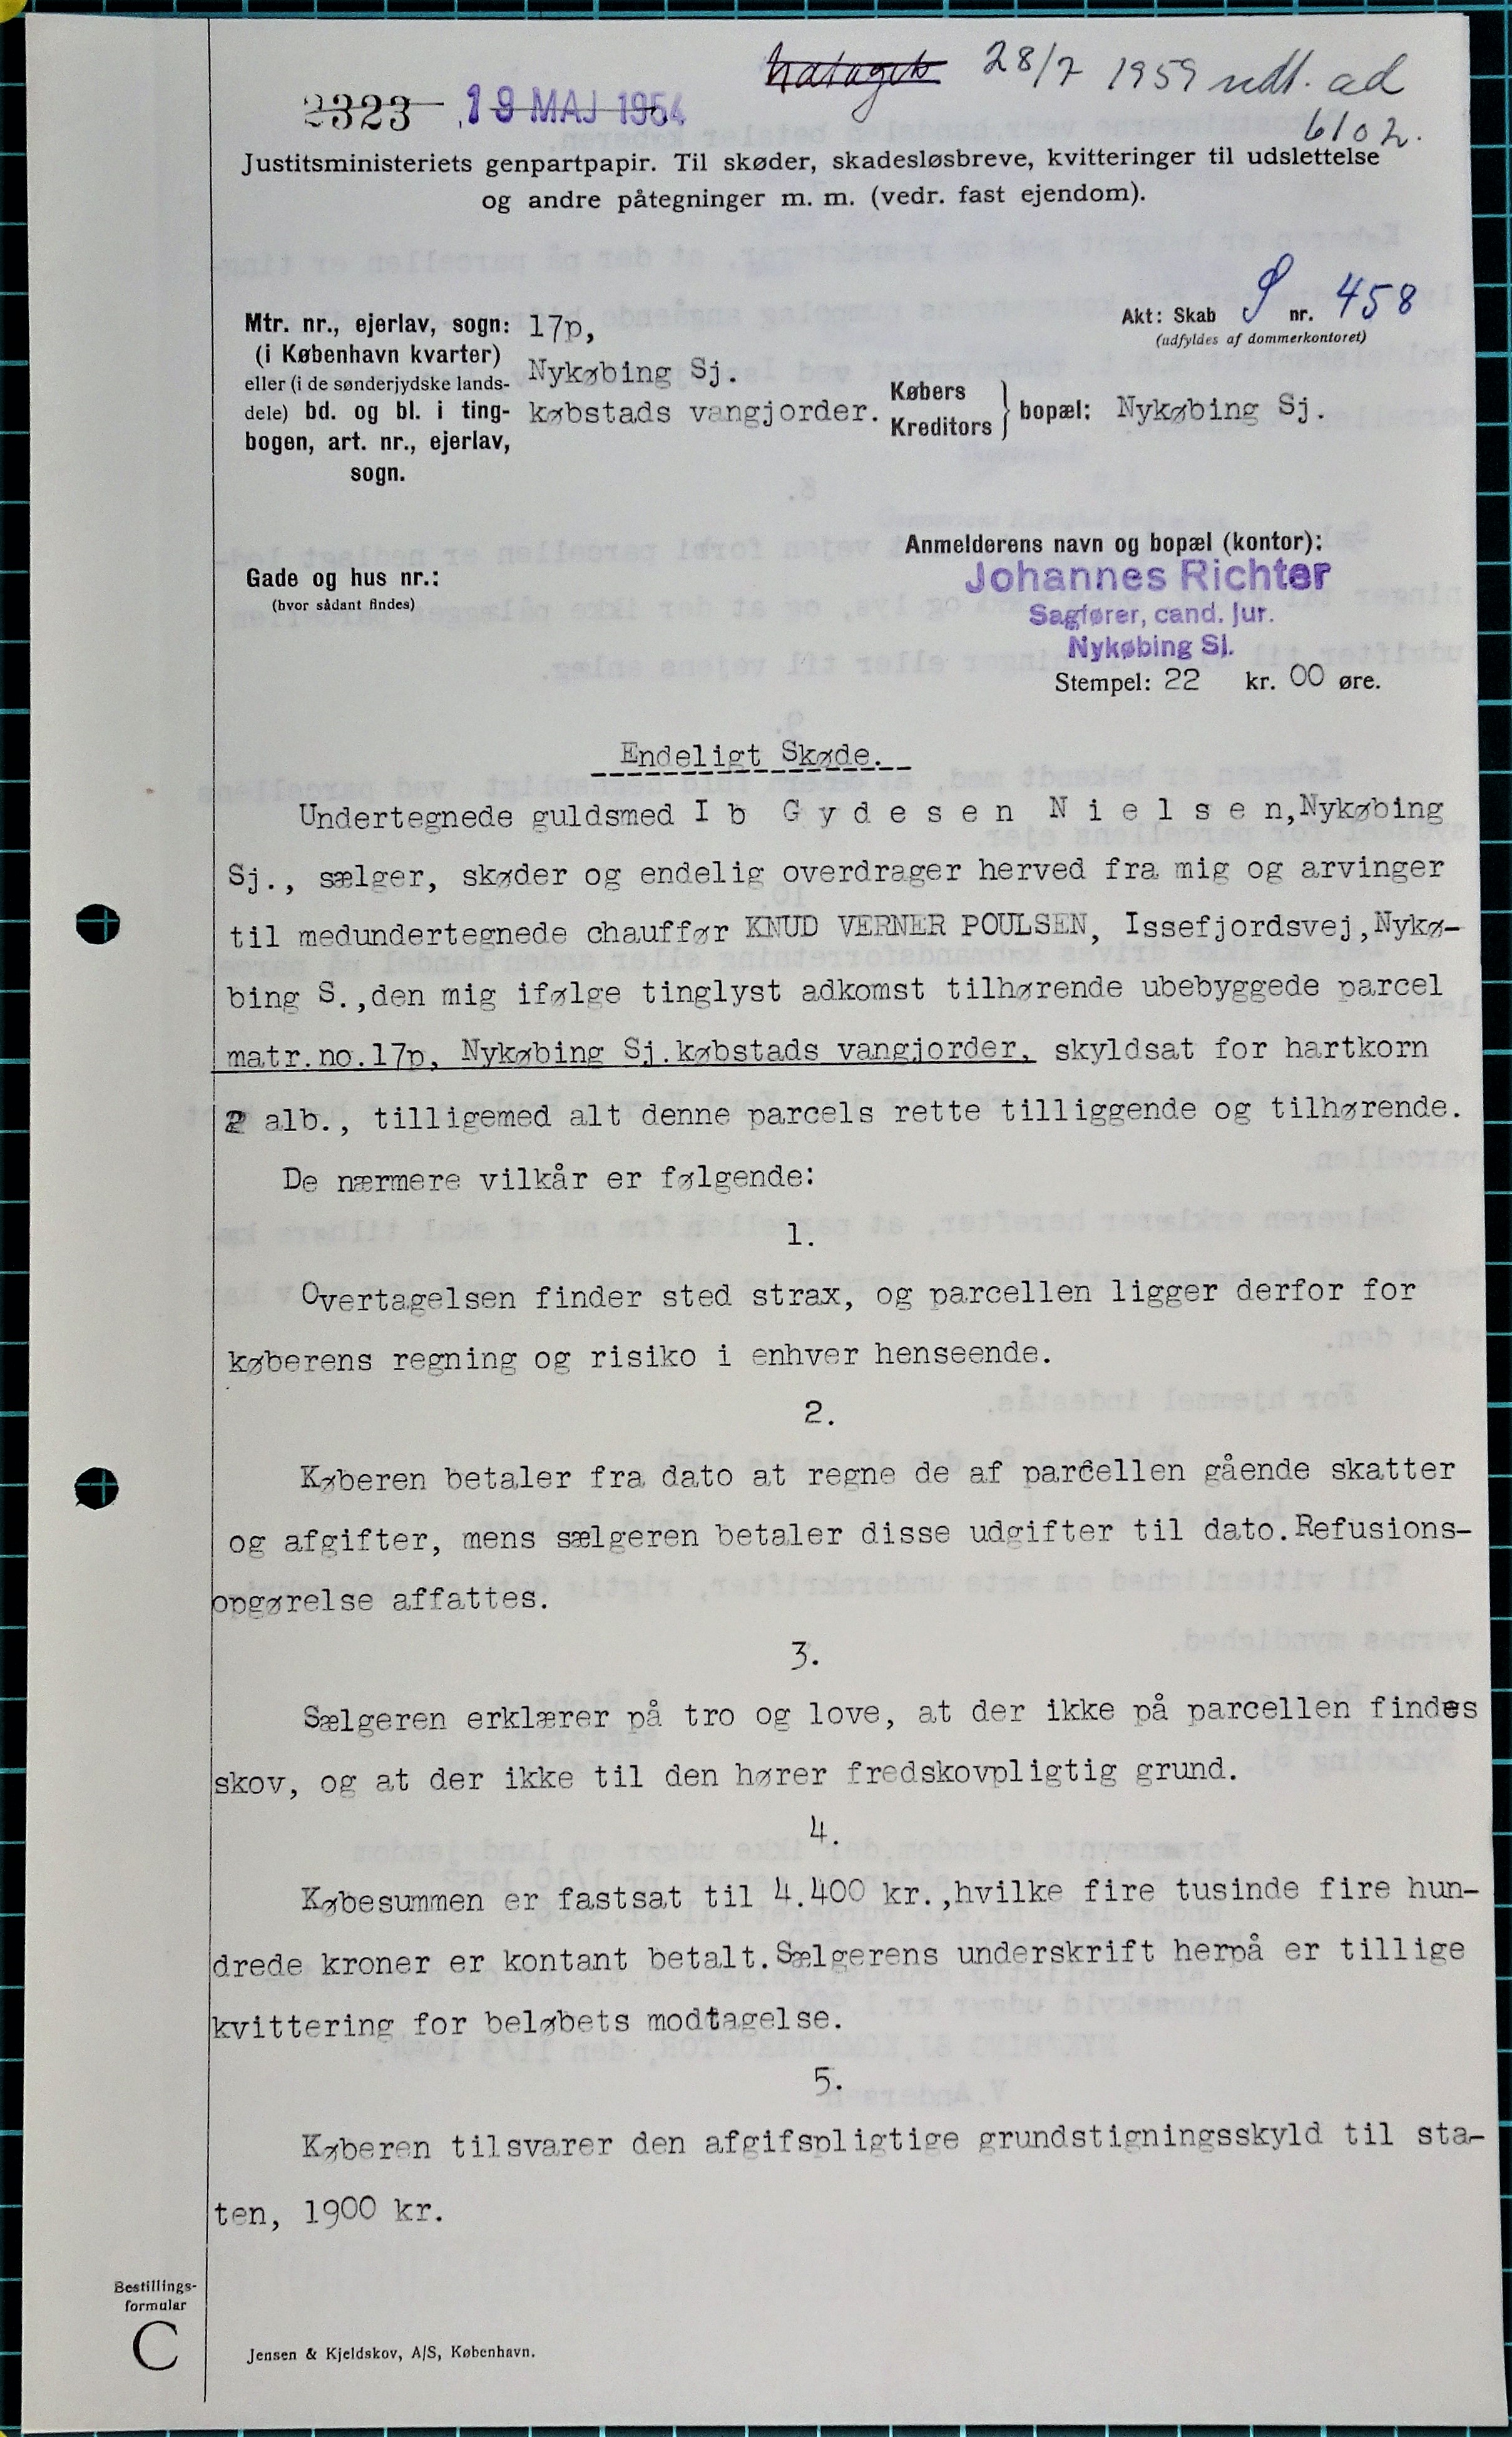 28/7 1959 udl. ad
2323 19 MAJ 1954
6102.
Justitsministeriets genpartpapir. Til skøder, skadesløsbreve, kvitteringer til udslettelse
og andre påtegninger m. m. (vedr. fast ejendom).
Mtr. nr., ejerlav, sogn: 17p,
(i København kvarter)
eller (i de sønderjydske lands-
dele) bd. og bl. i ting-
bogen, art. nr., ejerlav,
sogn.
Nykøbing Sj.
købstads vangjorder.
Akt: Skab nr. 458
(udfyldes af dommerkontoret)
Købers
Kreditors } bopæl: Nykøbing Sj.
Gade og hus nr.:
(hvor sådant findes)
Anmelderens navn og bopæl (kontor):
Johannes Richter
Sagfører, cand. jur.
Nykøbing Sj.
Stempel: 22 kr. 00 øre.
Endeligt Skøde.
Undertegnede guldsmed I b G y d e s e n N i e l s e n,Nykøbing
Sj., sælger, skøder og endelig overdrager herved fra mig og arvinger
til medundertegnede chauffør KNUD VERNER POULSEN, Issefjordsvej,Nykø-
bing S.,den mig ifølge tinglyst adkomst tilhørende ubebyggede parcel
matr.no.17p, Nykøbing Sj.købstads vangjorder, skyldsat for hartkorn
2 alb., tilligemed alt denne parcels rette tilliggende og tilhørende.
De nærmere vilkår er følgende:
1.
Overtagelsen finder sted strax, og parcellen ligger derfor for
køberens regning og risiko i enhver henseende.
2.
Køberen betaler fra dato at regne de af parcellen gående skatter
og afgifter, mens sælgeren betaler disse udgifter til dato.Refusions-
opgørelse affattes.
3.
Sælgeren erklærer på tro og love, at der ikke på parcellen findes
skov, og at der ikke til den hører fredskovpligtig grund.
4.
Købesummen er fastsat til 4.400 kr.,hvilke fire tusinde fire hun-
drede kroner er kontant betalt.Sælgerens underskrift herpå er tillige
kvittering for beløbets modtagelse.
5.
Køberen tilsvarer den afgifspligtige grundstigningsskyld til sta-
ten, 1900 kr.
Bestillings-
formular
C
Jensen & Kjeldskov, A/S, København.